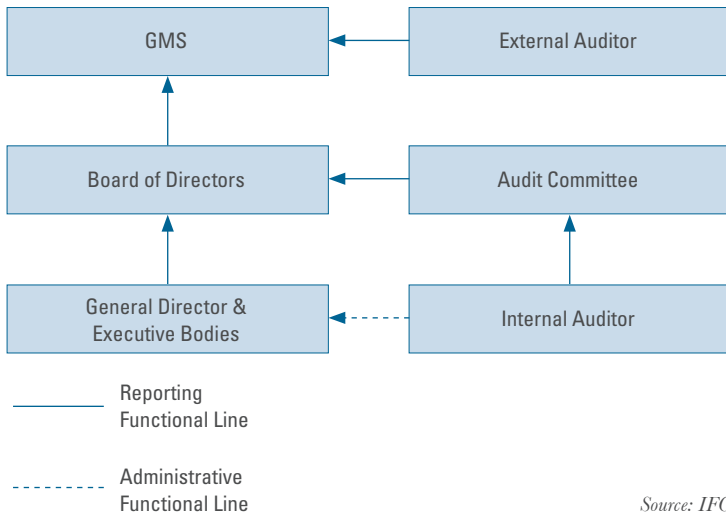 GMS
External Auditor
Board of Directors
Audit Committee
General Director &
Executive Bodies
Internal Auditor
Reporting
Functional Line
Administrative
Functional Line
Source: IFC